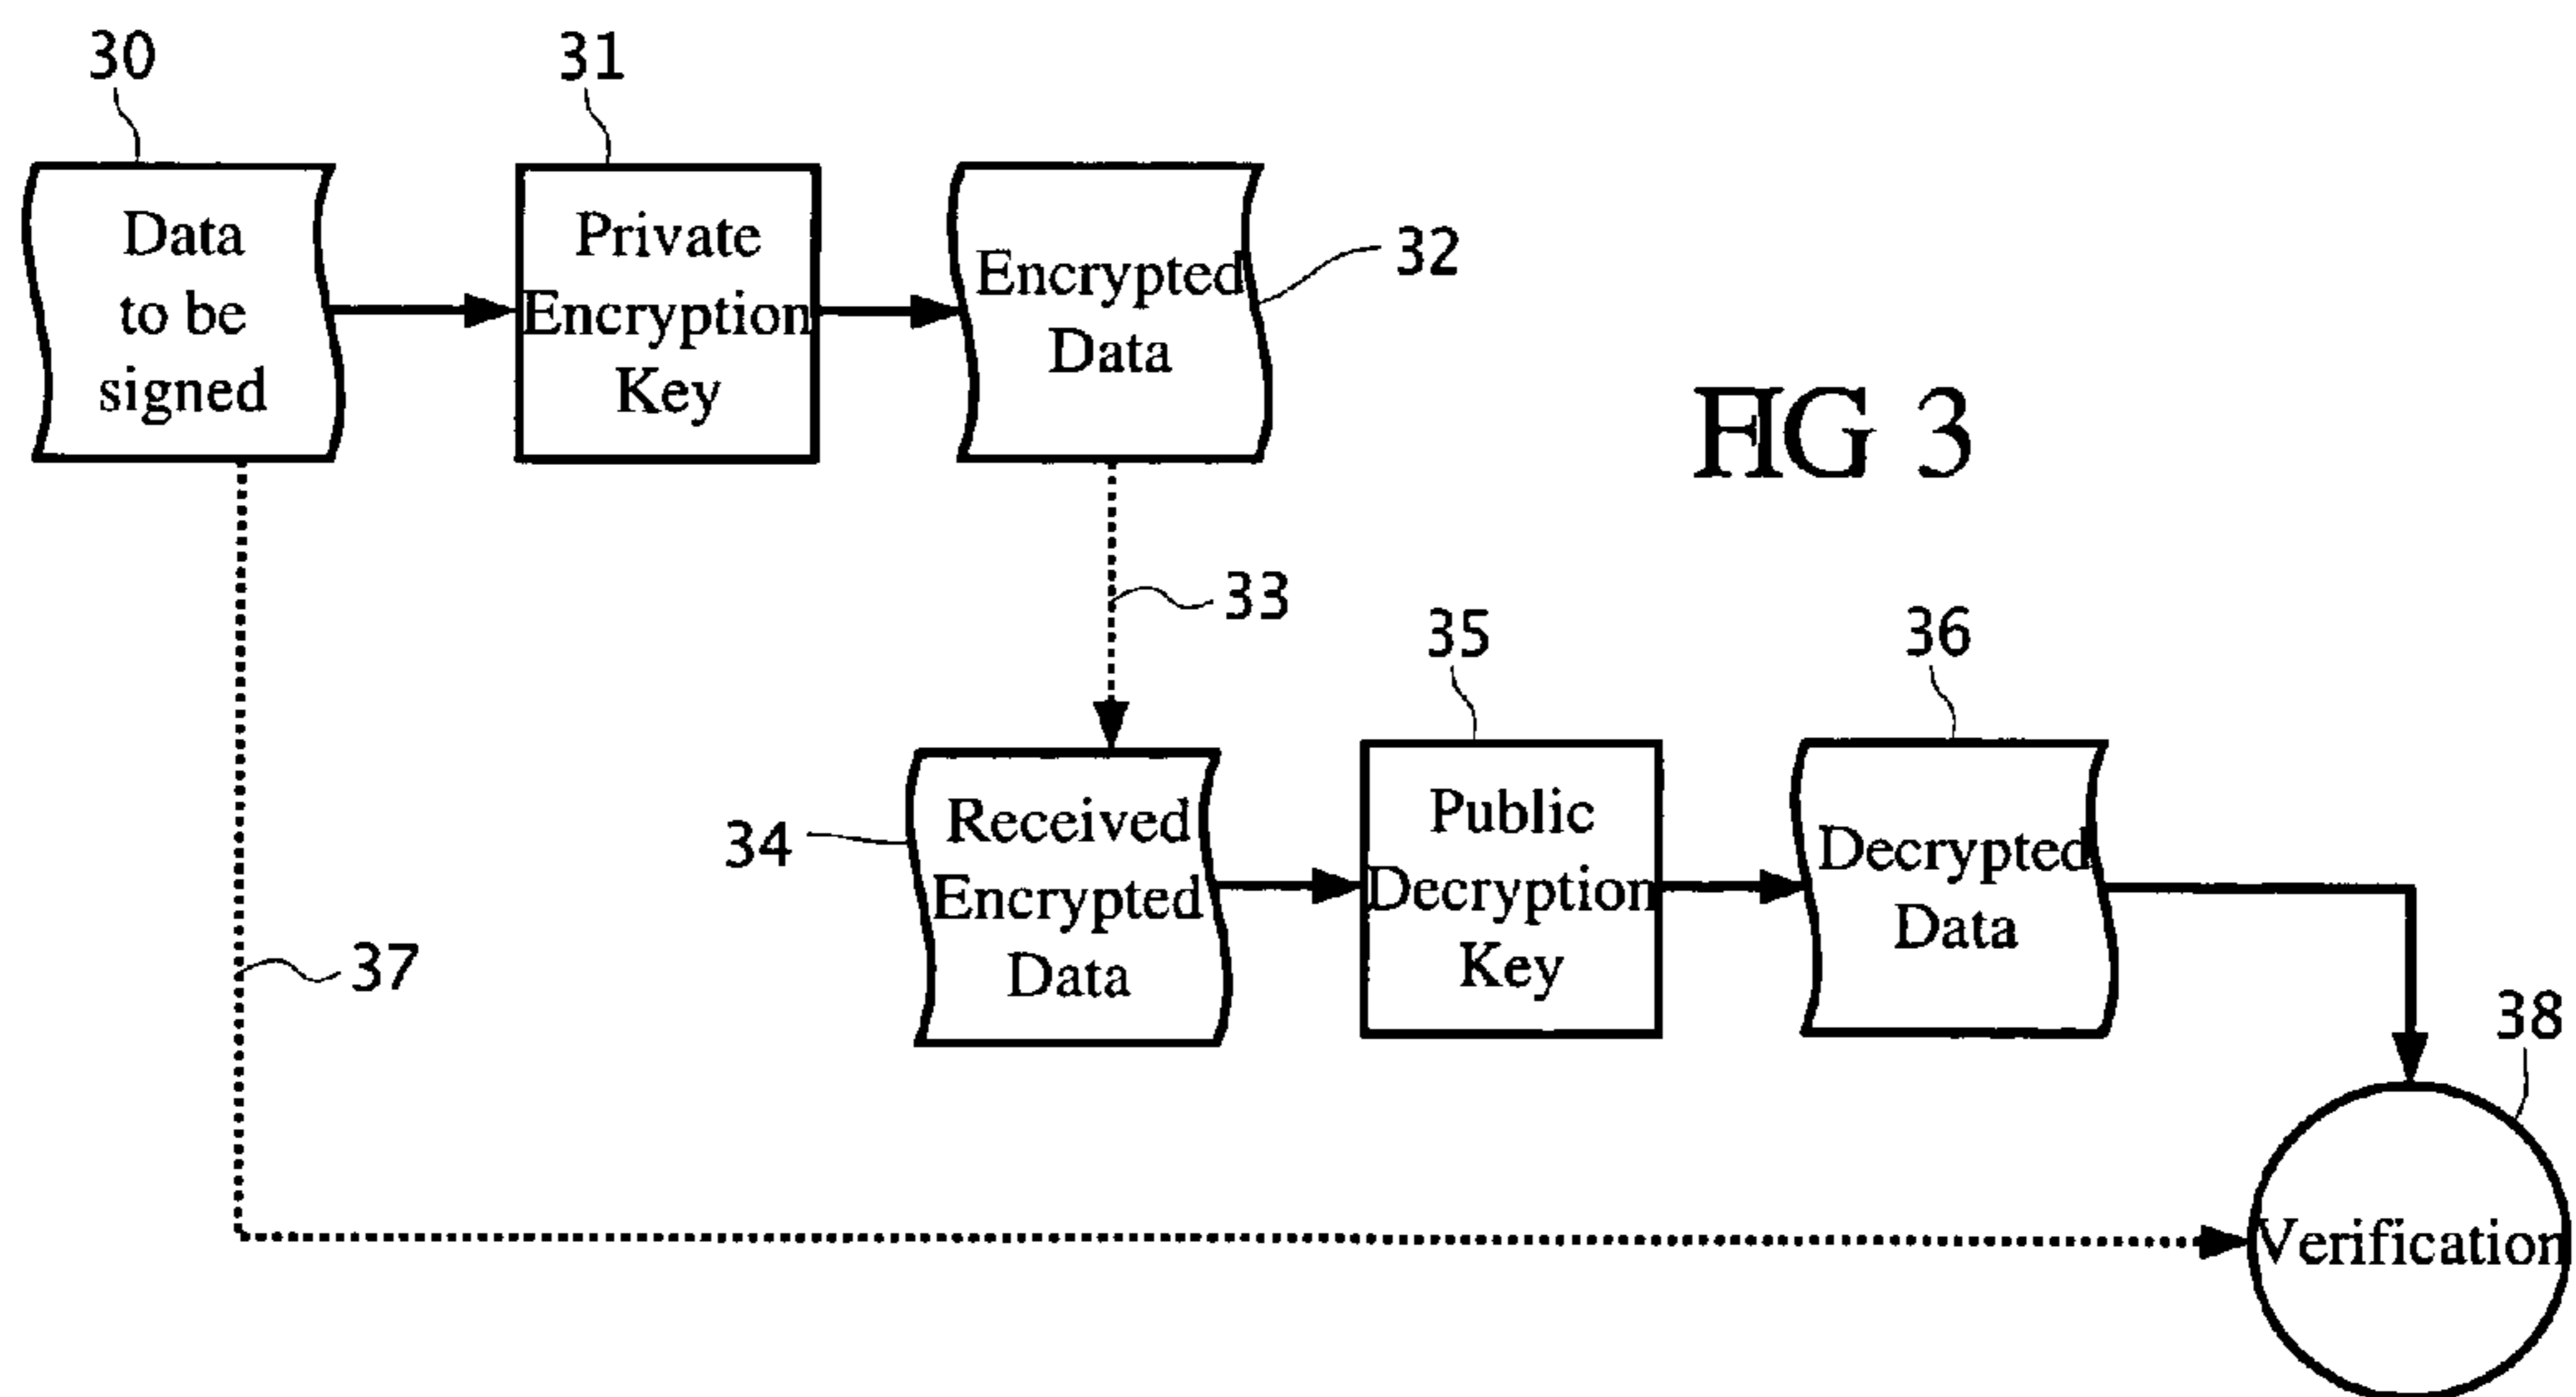 30
31
Data
to be
signed
Private
Encryption
Key
Encrypted
Data
32
FIG 3
33
35
36
34
Received
Encrypted
Data
Public
Decryption
Key
Decrypted
Data
37
38
Verification